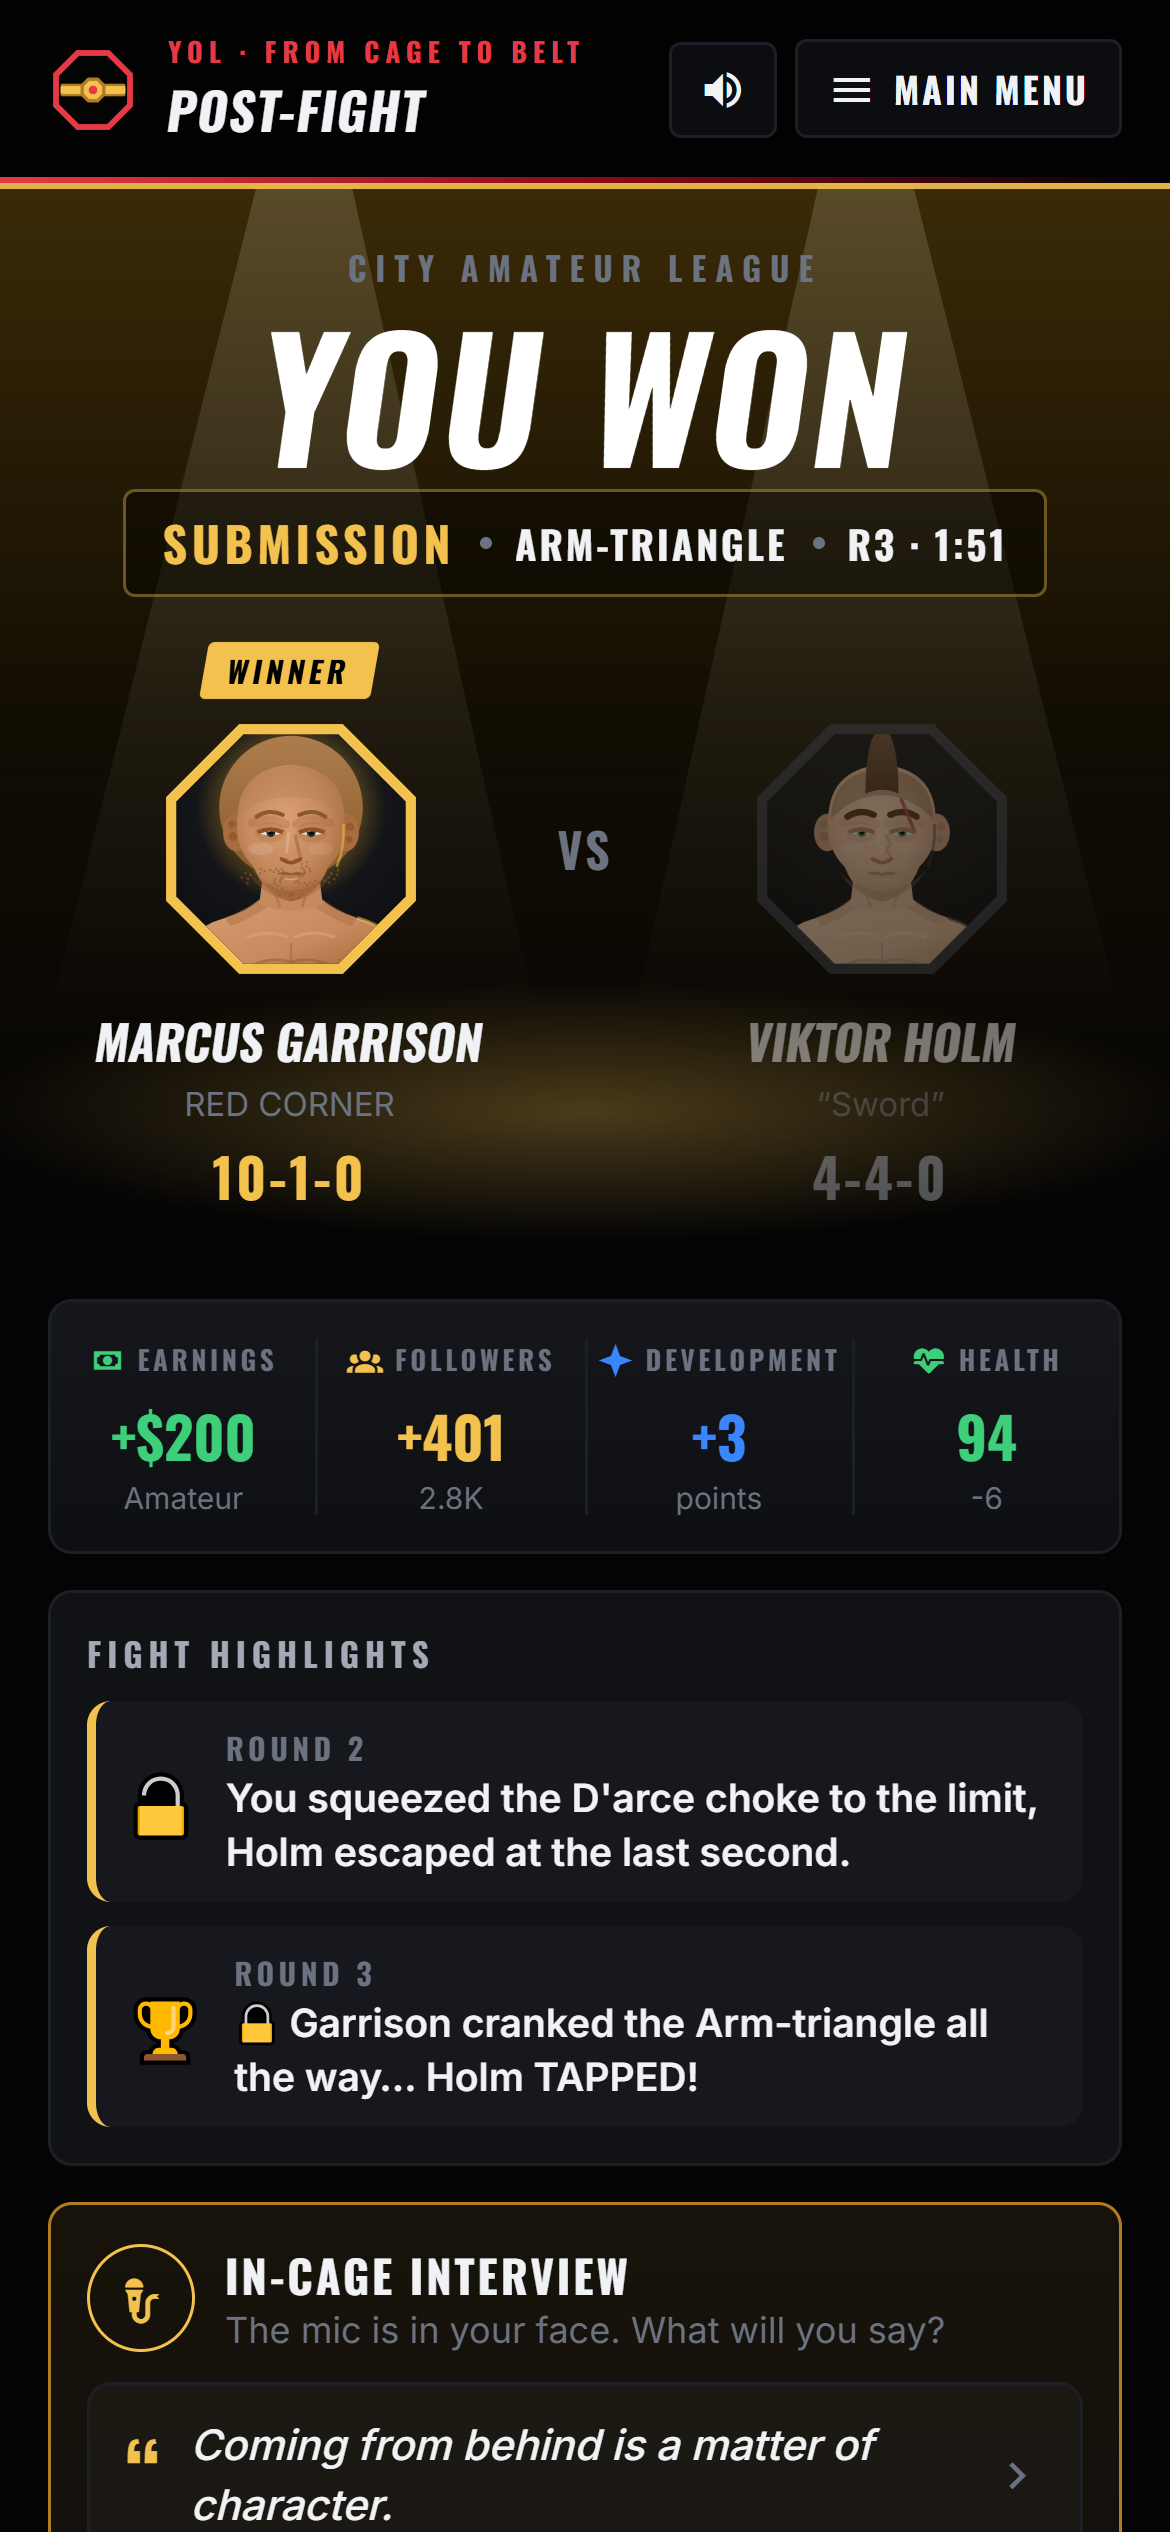 YOL · FROM CAGE TO BELT
POST-FIGHT
MAIN MENU
CITY AMATEUR LEAGUE
YOU WON
SUBMISSION • ARM-TRIANGLE • R3 · 1:51
WINNER
VS
MARCUS GARRISON
RED CORNER
10-1-0
VIKTOR HOLM
“Sword”
4-4-0
EARNINGS
+$200
Amateur
FOLLOWERS
+401
2.8K
DEVELOPMENT
+3
points
HEALTH
94
-6
FIGHT HIGHLIGHTS
ROUND 2
You squeezed the D'arce choke to the limit,
Holm escaped at the last second.
ROUND 3
🔒 Garrison cranked the Arm-triangle all
the way... Holm TAPPED!
IN-CAGE INTERVIEW
The mic is in your face. What will you say?
“ Coming from behind is a matter of
character.